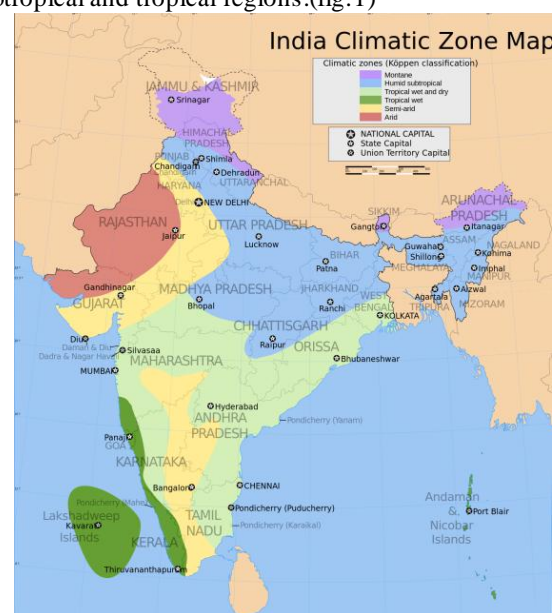 otropical and tropical regions.(fig.1)
India Climatic Zone Map
Climatic zones (Köppen classification)
Montane
Humid subtropical
Tropical wet and dry
Tropical wet
Semi-arid
Arid
NATIONAL CAPITAL
State Capital
Union Territory Capital
JAMMU & KASHMIR
Srinagar
HIMACHAL
PRADESH
PUNJAB
Shimla
Chandigarh
Chandigarh
Dehradun
UTTARANCHAL
HARYANA
Delhi
NEW DELHI
RAJASTHAN
Jaipur
UTTAR PRADESH
Lucknow
SIKKIM
Gangtok
ARUNACHAL
PRADESH
Itanagar
ASSAM
Guwahati
NAGALAND
Kohima
Shillong
MEGHALAYA
Imphal
MANIPUR
BIHAR
Patna
Gandhinagar
GUJARAT
MADHYA PRADESH
Bhopal
JHARKHAND
Ranchi
WEST
BENGAL
KOLKATA
Agartala
TRIPURA
Aizwal
MIZORAM
CHHATTISGARH
Raipur
ORISSA
Bhubaneshwar
Diu
Daman & Diu
Dadra & Nagar Haveli
Silvasaa
MUMBAI
MAHARASHTRA
Hyderabad
ANDHRA
PRADESH
Pondicherry (Yanam)
Panaji
GOA
KARNATAKA
Bangalore
CHENNAI
Pondicherry (Mahe)
Pondicherry (Puducherry)
Pondicherry (Karaikal)
Lakshadweep
Islands
Kavarati
TAMIL
NADU
KERALA
Thiruvananthapuram
Andaman
&
Nicobar
Islands
Port Blair